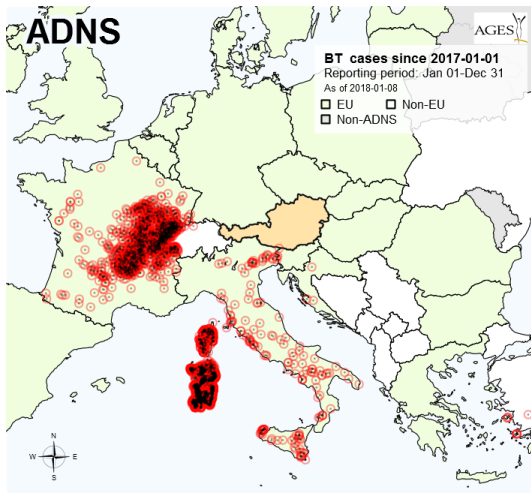 ADNS
AGES
BT cases since 2017-01-01
Reporting period: Jan 01-Dec 31
As of 2018-01-08
EU Non-EU
Non-ADNS
N
W E
S